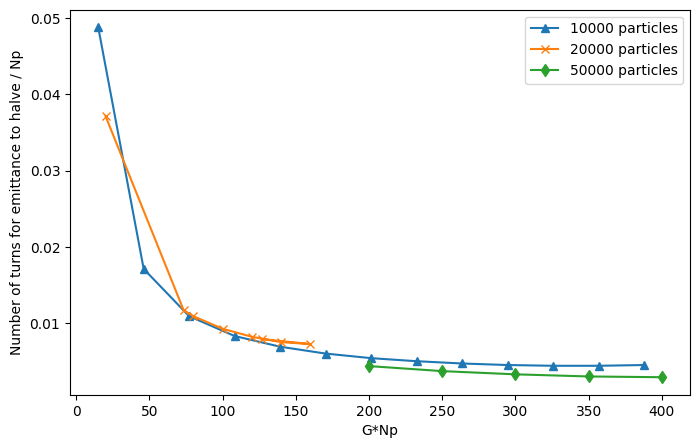 0.05
0.04
0.03
0.02
0.01
Number of turns for emittance to halve / Np
10000 particles
20000 particles
50000 particles
0 50 100 150 200 250 300 350 400
G*Np